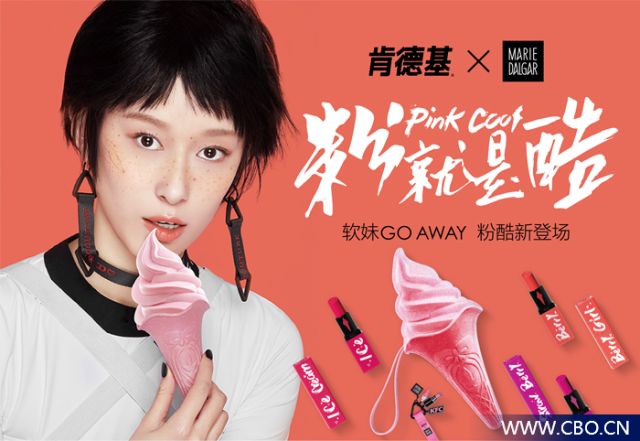 肯德基 × MARIE DALGAR
Pink Cool
粉就是酷
软妹GO AWAY 粉酷新登场
ICe Cream
ICe
Berry
KFC
WWW.CBO.CN